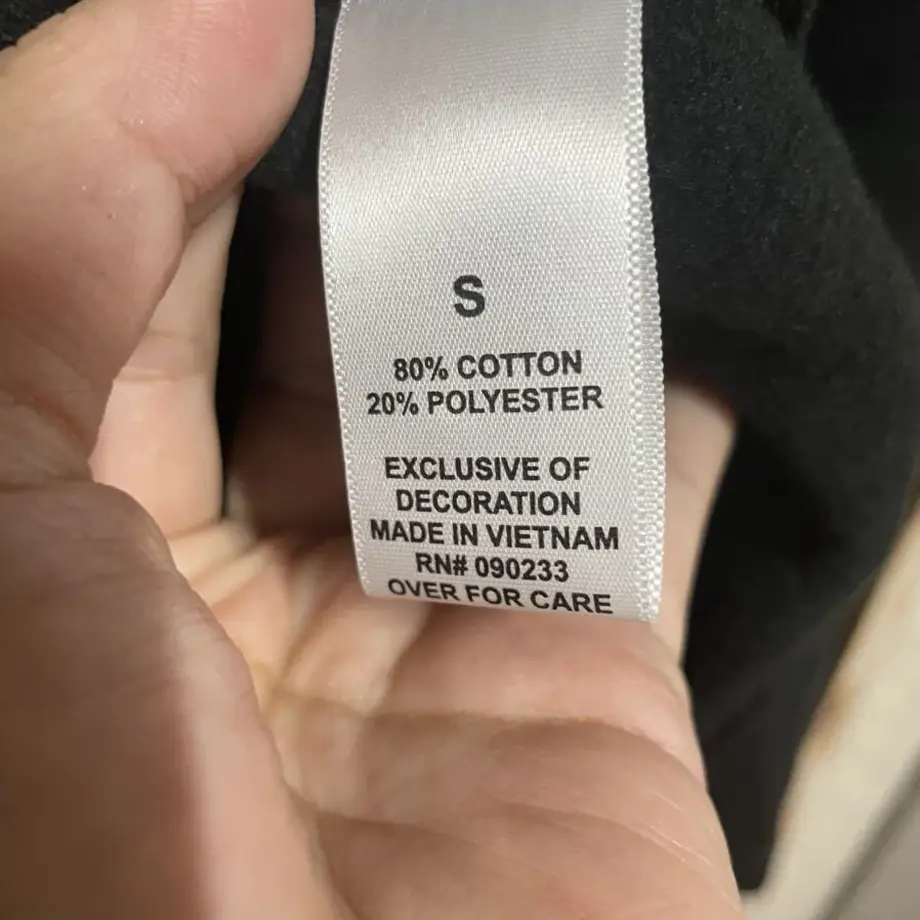 S
80% COTTON
20% POLYESTER
EXCLUSIVE OF
DECORATION
MADE IN VIETNAM
RN# 090233
OVER FOR CARE